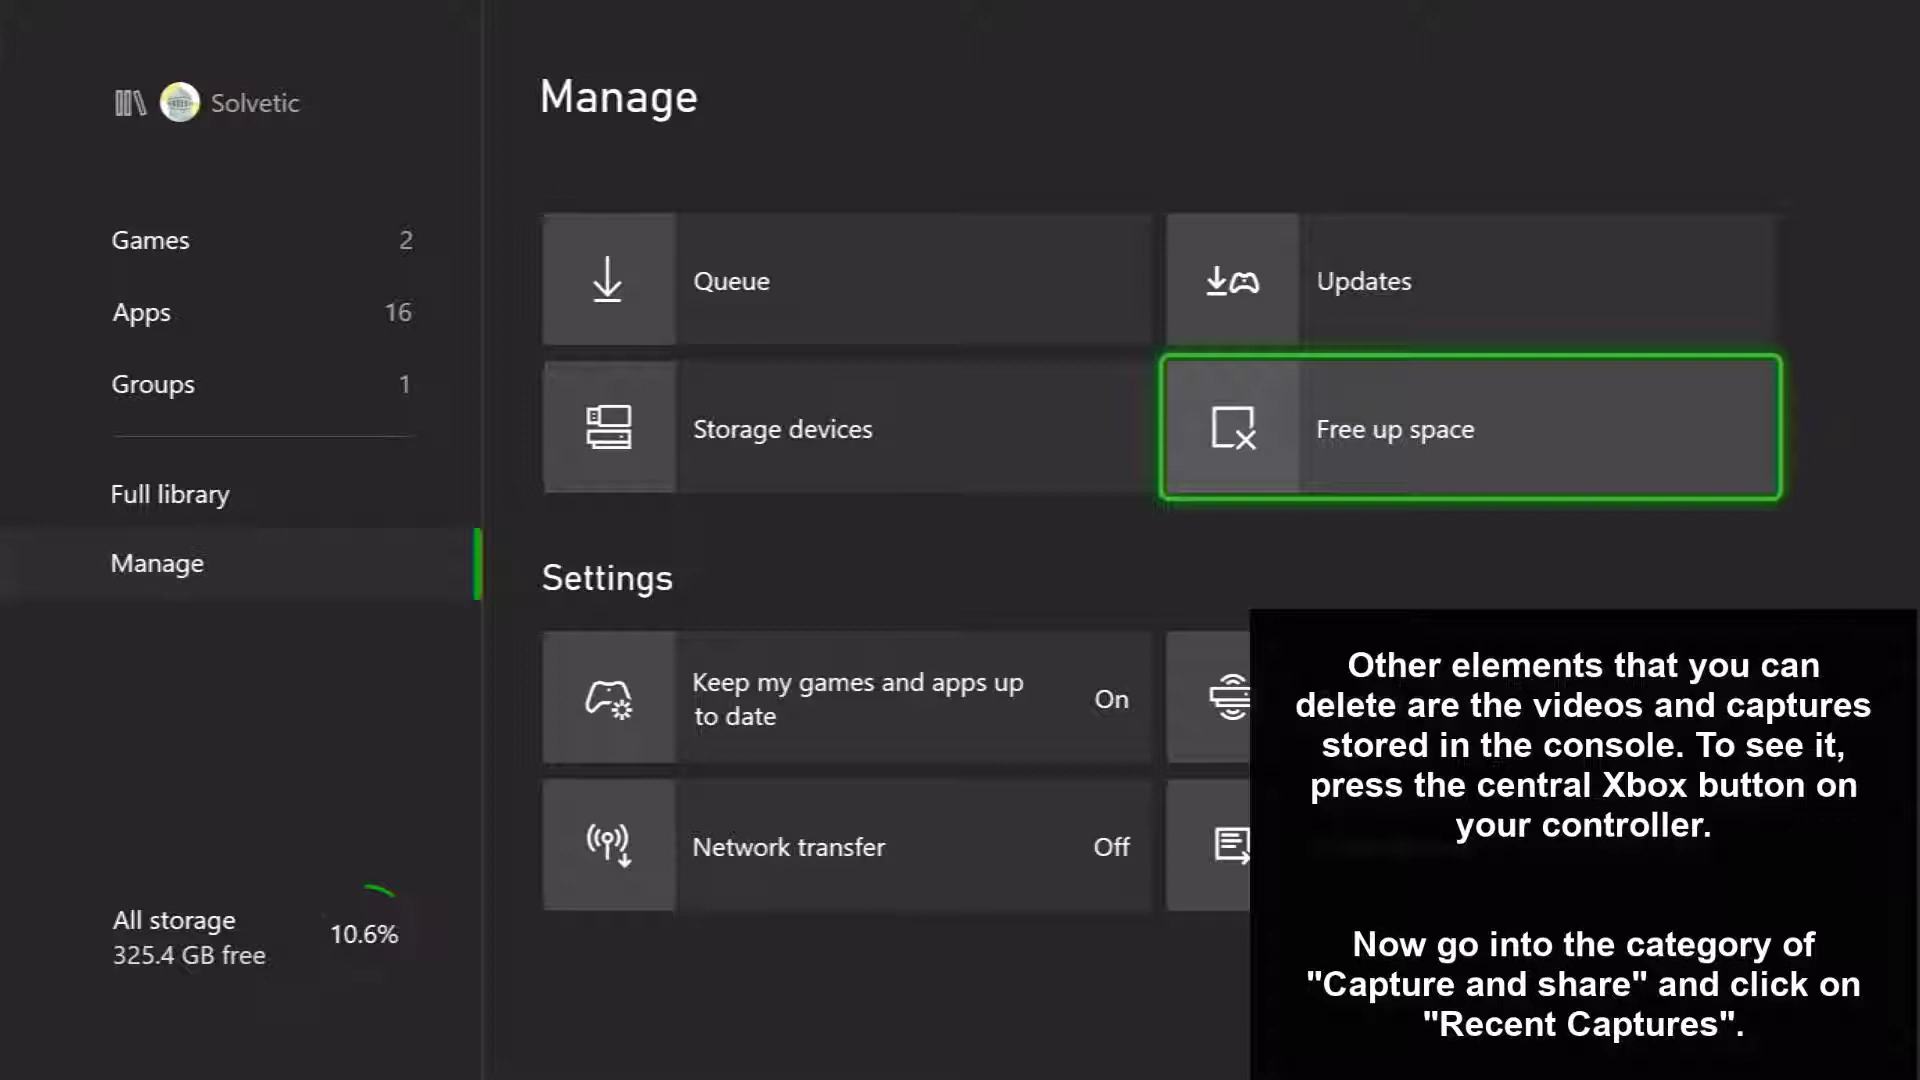 Solvetic
Manage
Games 2
Apps 16
Groups 1
Full library
Manage
All storage
325.4 GB free
10.6%
Queue
Updates
Storage devices
Free up space
Settings
Keep my games and apps up
to date
On
Network transfer
Off
Other elements that you can
delete are the videos and captures
stored in the console. To see it,
press the central Xbox button on
your controller.
Now go into the category of
"Capture and share" and click on
"Recent Captures".